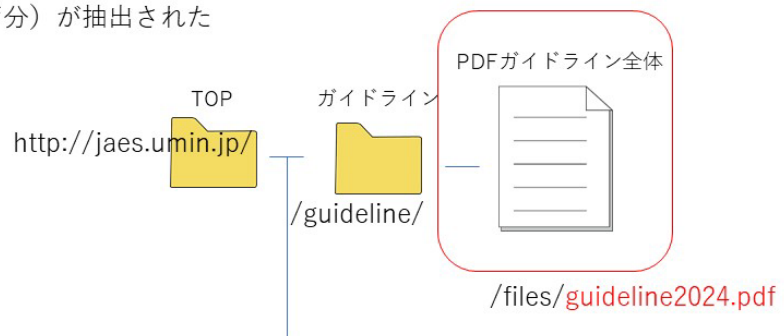 分）が抽出された
PDFガイドライン全体
TOP
ガイドライン
http://jaes.umin.jp/
/guideline/
/files/guideline2024.pdf